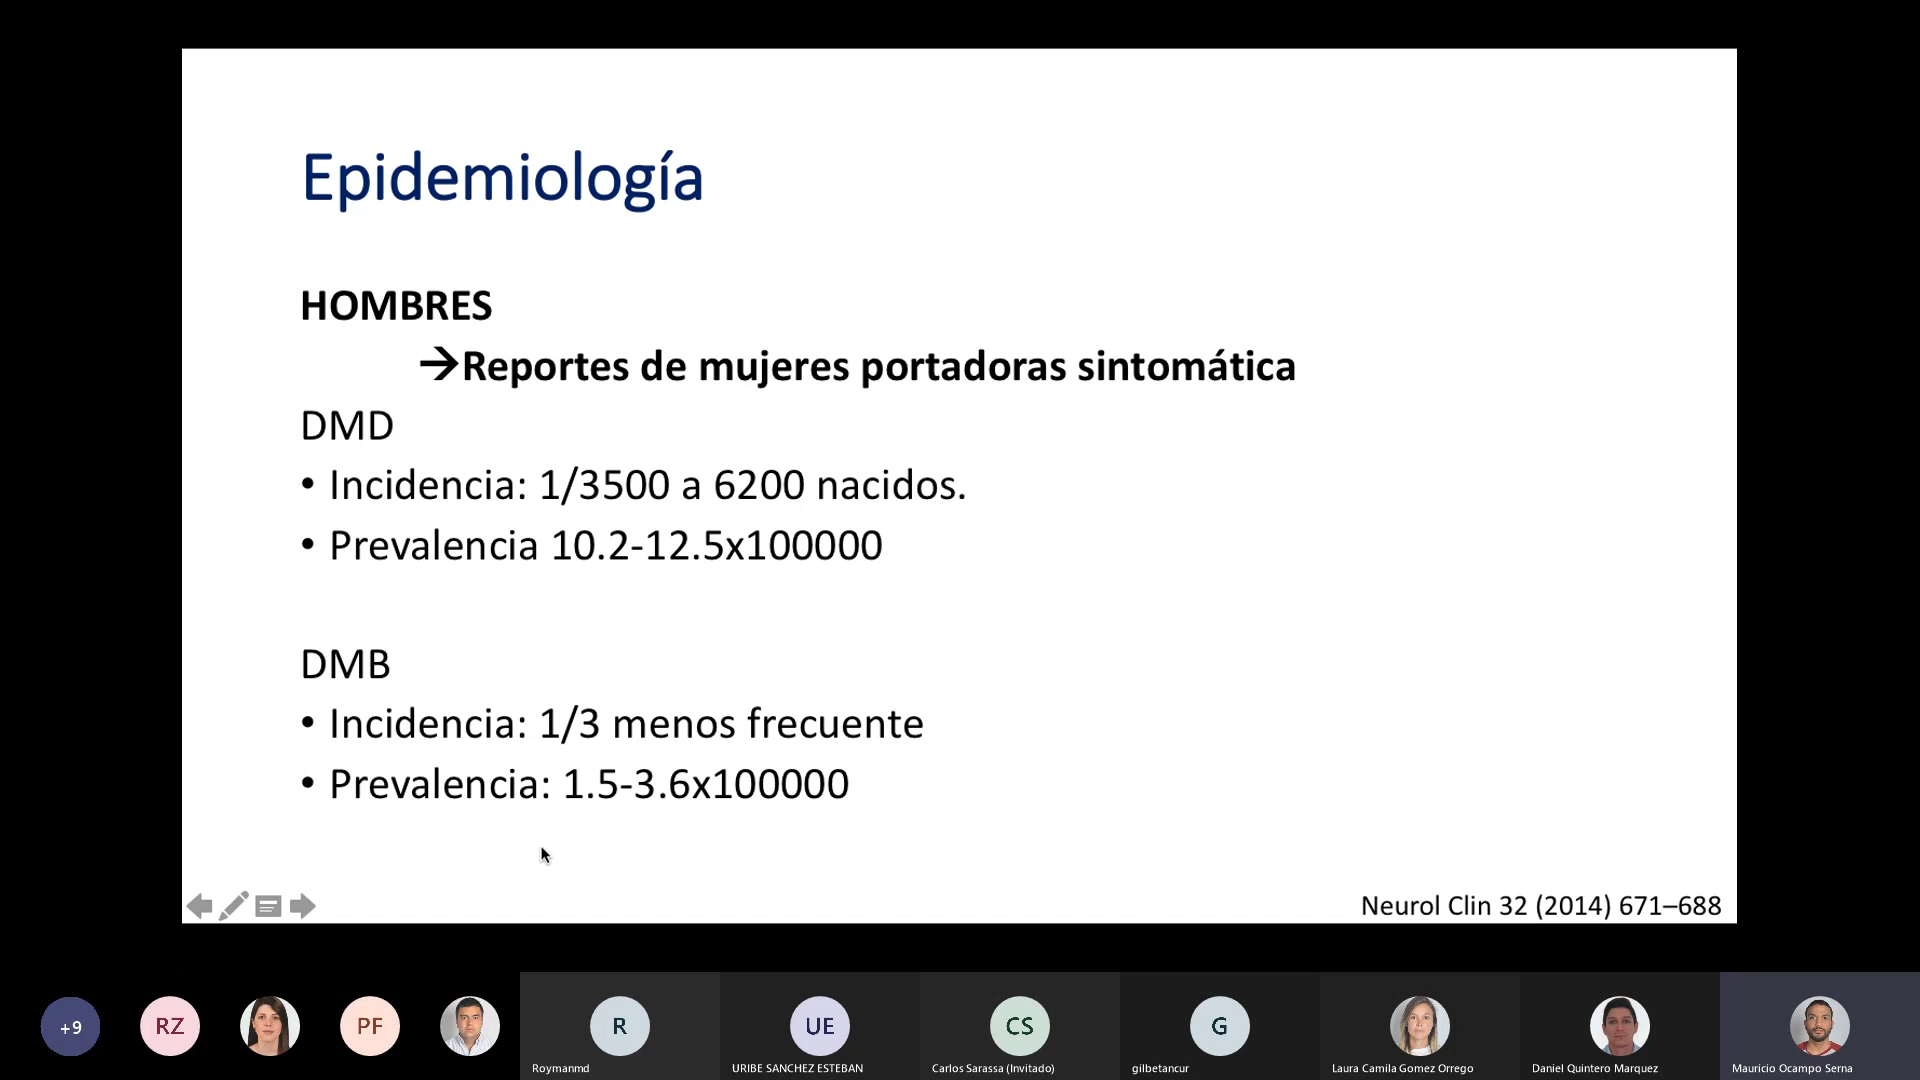 Epidemiología
HOMBRES
→Reportes de mujeres portadoras sintomática
DMD
• Incidencia: 1/3500 a 6200 nacidos.
• Prevalencia 10.2-12.5x100000
DMB
• Incidencia: 1/3 menos frecuente
• Prevalencia: 1.5-3.6x100000
Neurol Clin 32 (2014) 671–688
+9
RZ
PF
R
UE
CS
G
Roymanmd
URIBE SANCHEZ ESTEBAN
Carlos Sarassa (Invitado)
gilbetancur
Laura Camila Gomez Orrego
Daniel Quintero Marquez
Mauricio Ocampo Serna